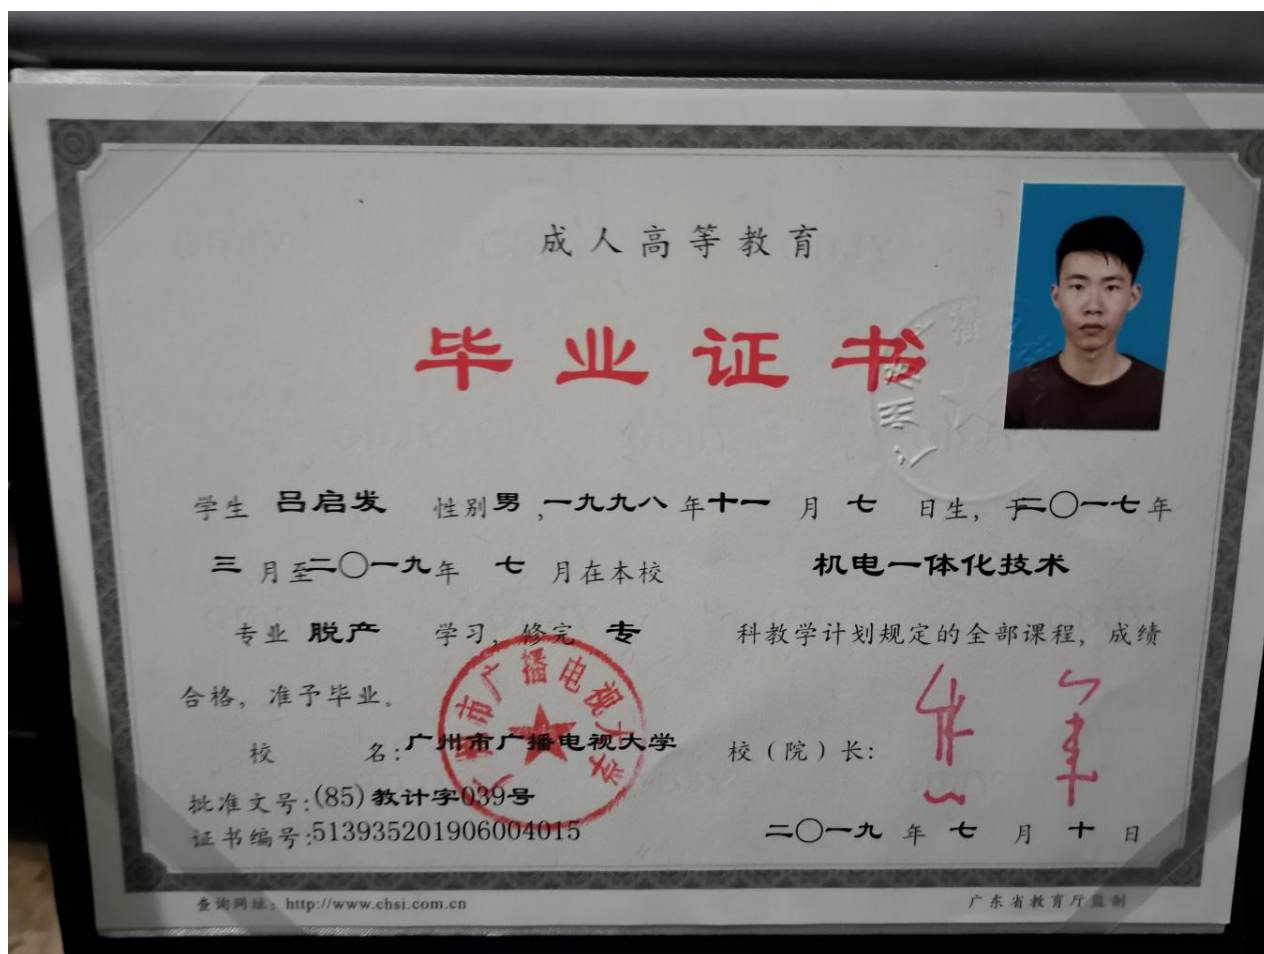 成人高等教育
毕业证书
学生 吕启发 性别 男 ,一九九八 年 十一 月 七 日生, 于二〇一七年
三 月至二〇一九年 七 月在本校 机电一体化技术
专业 脱产 学习, 修完 专 科教学计划规定的全部课程, 成绩
合格, 准予毕业。
校 名:广州市广播电视大学 校（院）长:
广州市广播电视大学
批准文号:(85)教计字039号
证书编号:513935201906004015 二〇一九 年 七 月 十 日
查询网址: http://www.chsi.com.cn 广东省教育厅监制